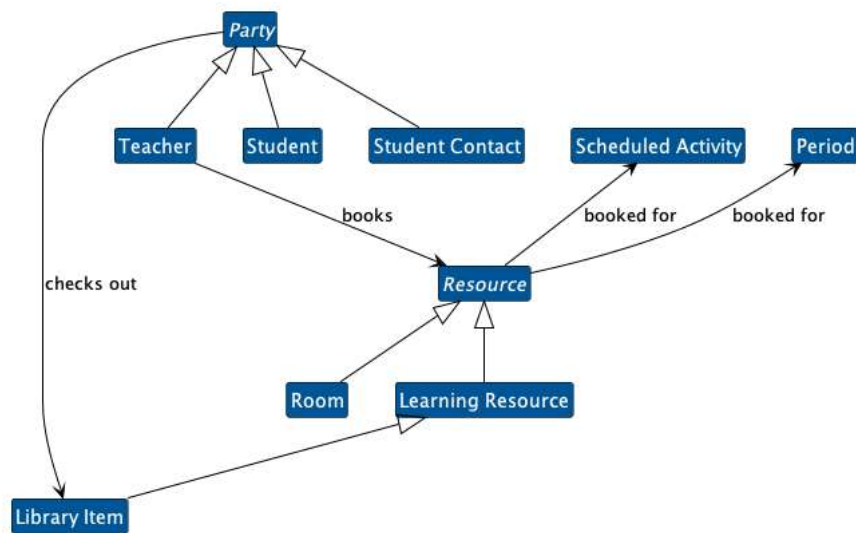 Party
Teacher
Student
Student Contact
Scheduled Activity
Period
books
booked for
booked for
Resource
checks out
Room
Learning Resource
Library Item